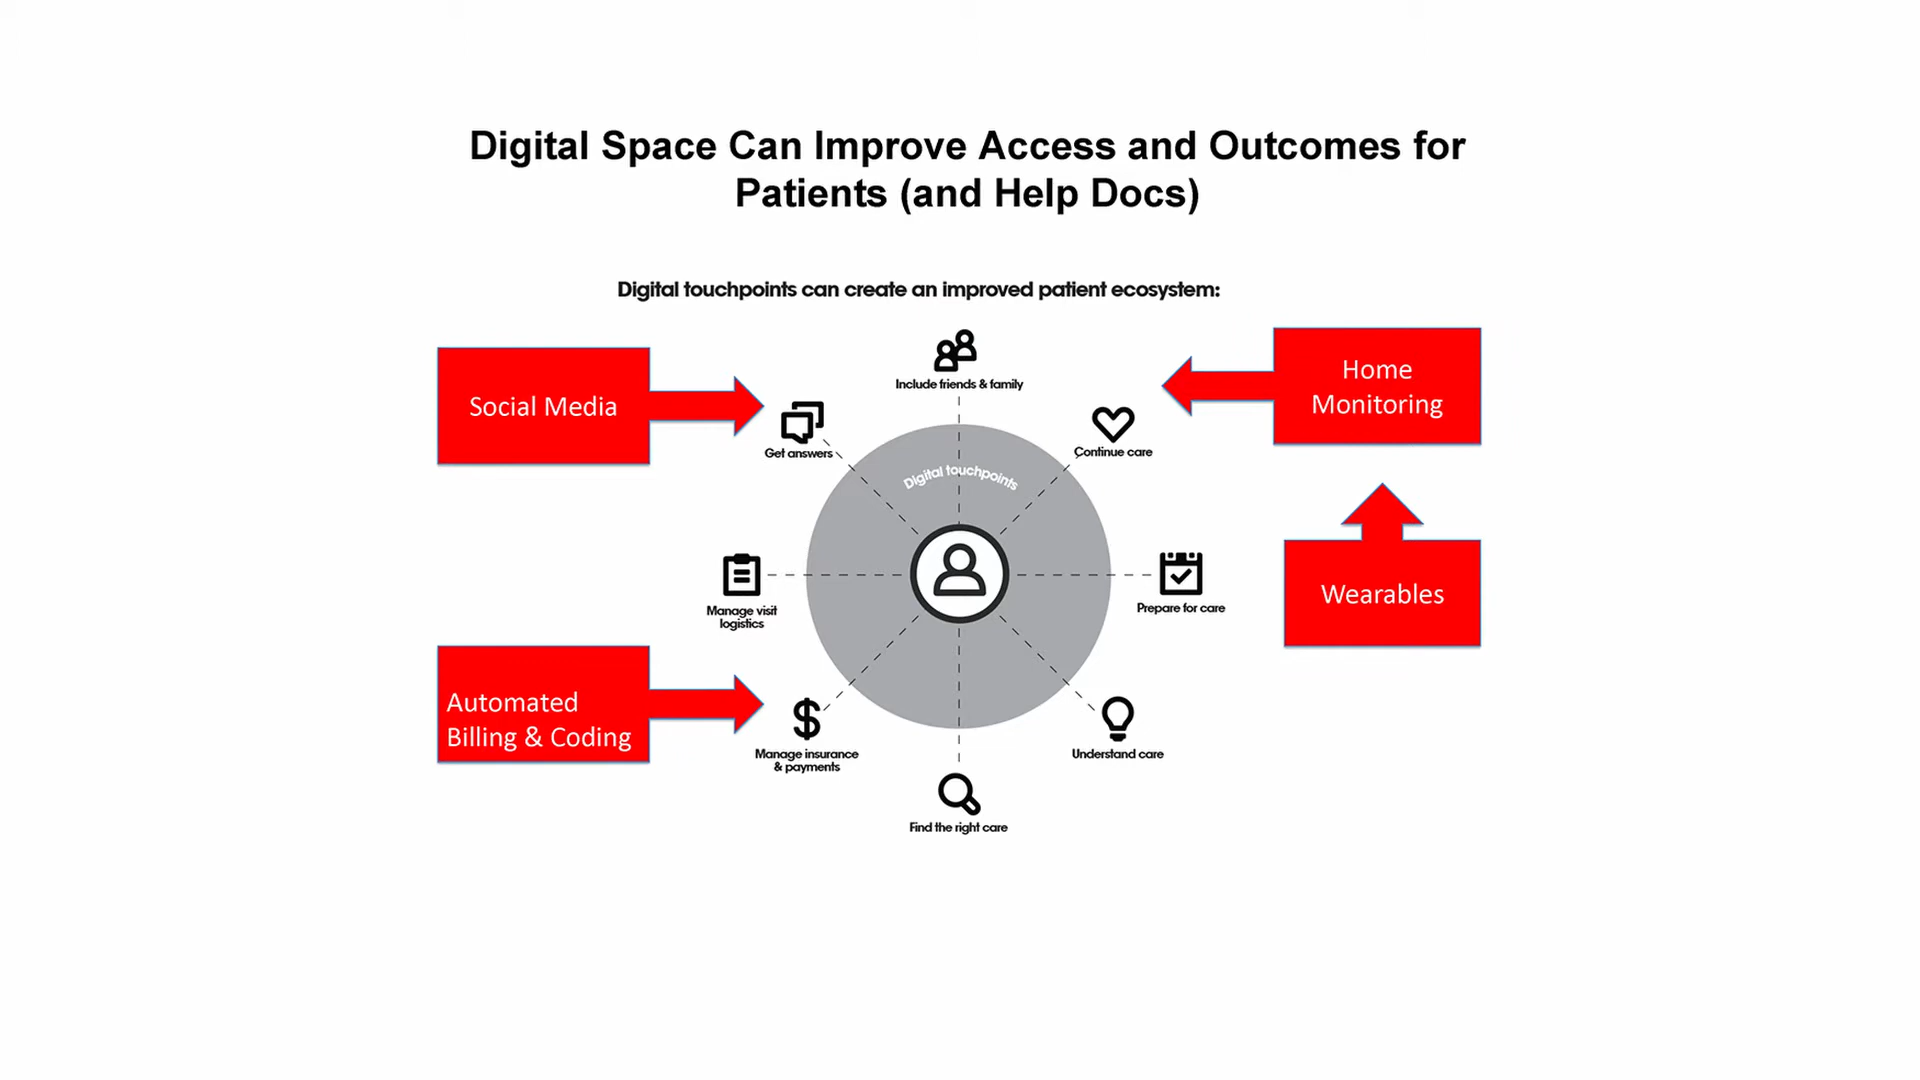 Digital Space Can Improve Access and Outcomes for
Patients (and Help Docs)
Digital touchpoints can create an improved patient ecosystem:
Social Media
Include friends & family
Home
Monitoring
Get answers
Continue care
Digital touchpoints
Manage visit
logistics
Prepare for care
Wearables
Automated
Billing & Coding
Manage insurance
& payments
Understand care
Find the right care